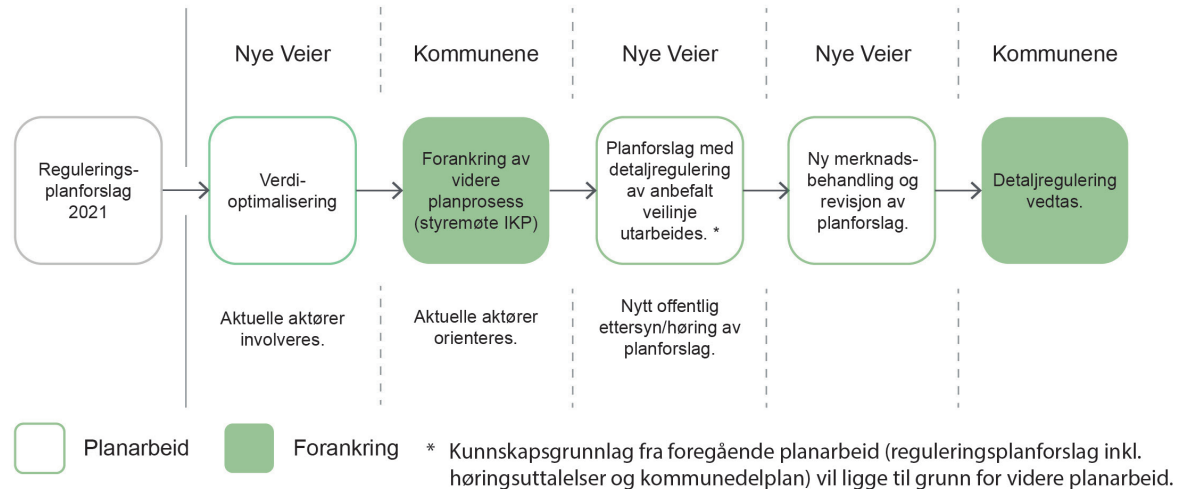 Nye Veier
Kommunene
Nye Veier
Nye Veier
Kommunene
Regulerings-
planforslag
2021
Verdi-
optimalisering
Forankring av
videre
planprosess
(styremøte IKP)
Planforslag med
detaljregulering
av anbefalt
veilinje
utarbeides. *
Ny merknads-
behandling og
revisjon av
planforslag.
Detaljregulering
vedtas.
Aktuelle aktører
involveres.
Aktuelle aktører
orienteres.
Nytt offentlig
ettersyn/høring av
planforslag.
Planarbeid
Forankring
* Kunnskapsgrunnlag fra foregående planarbeid (reguleringsplanforslag inkl.
høringsuttalelser og kommunedelplan) vil ligge til grunn for videre planarbeid.